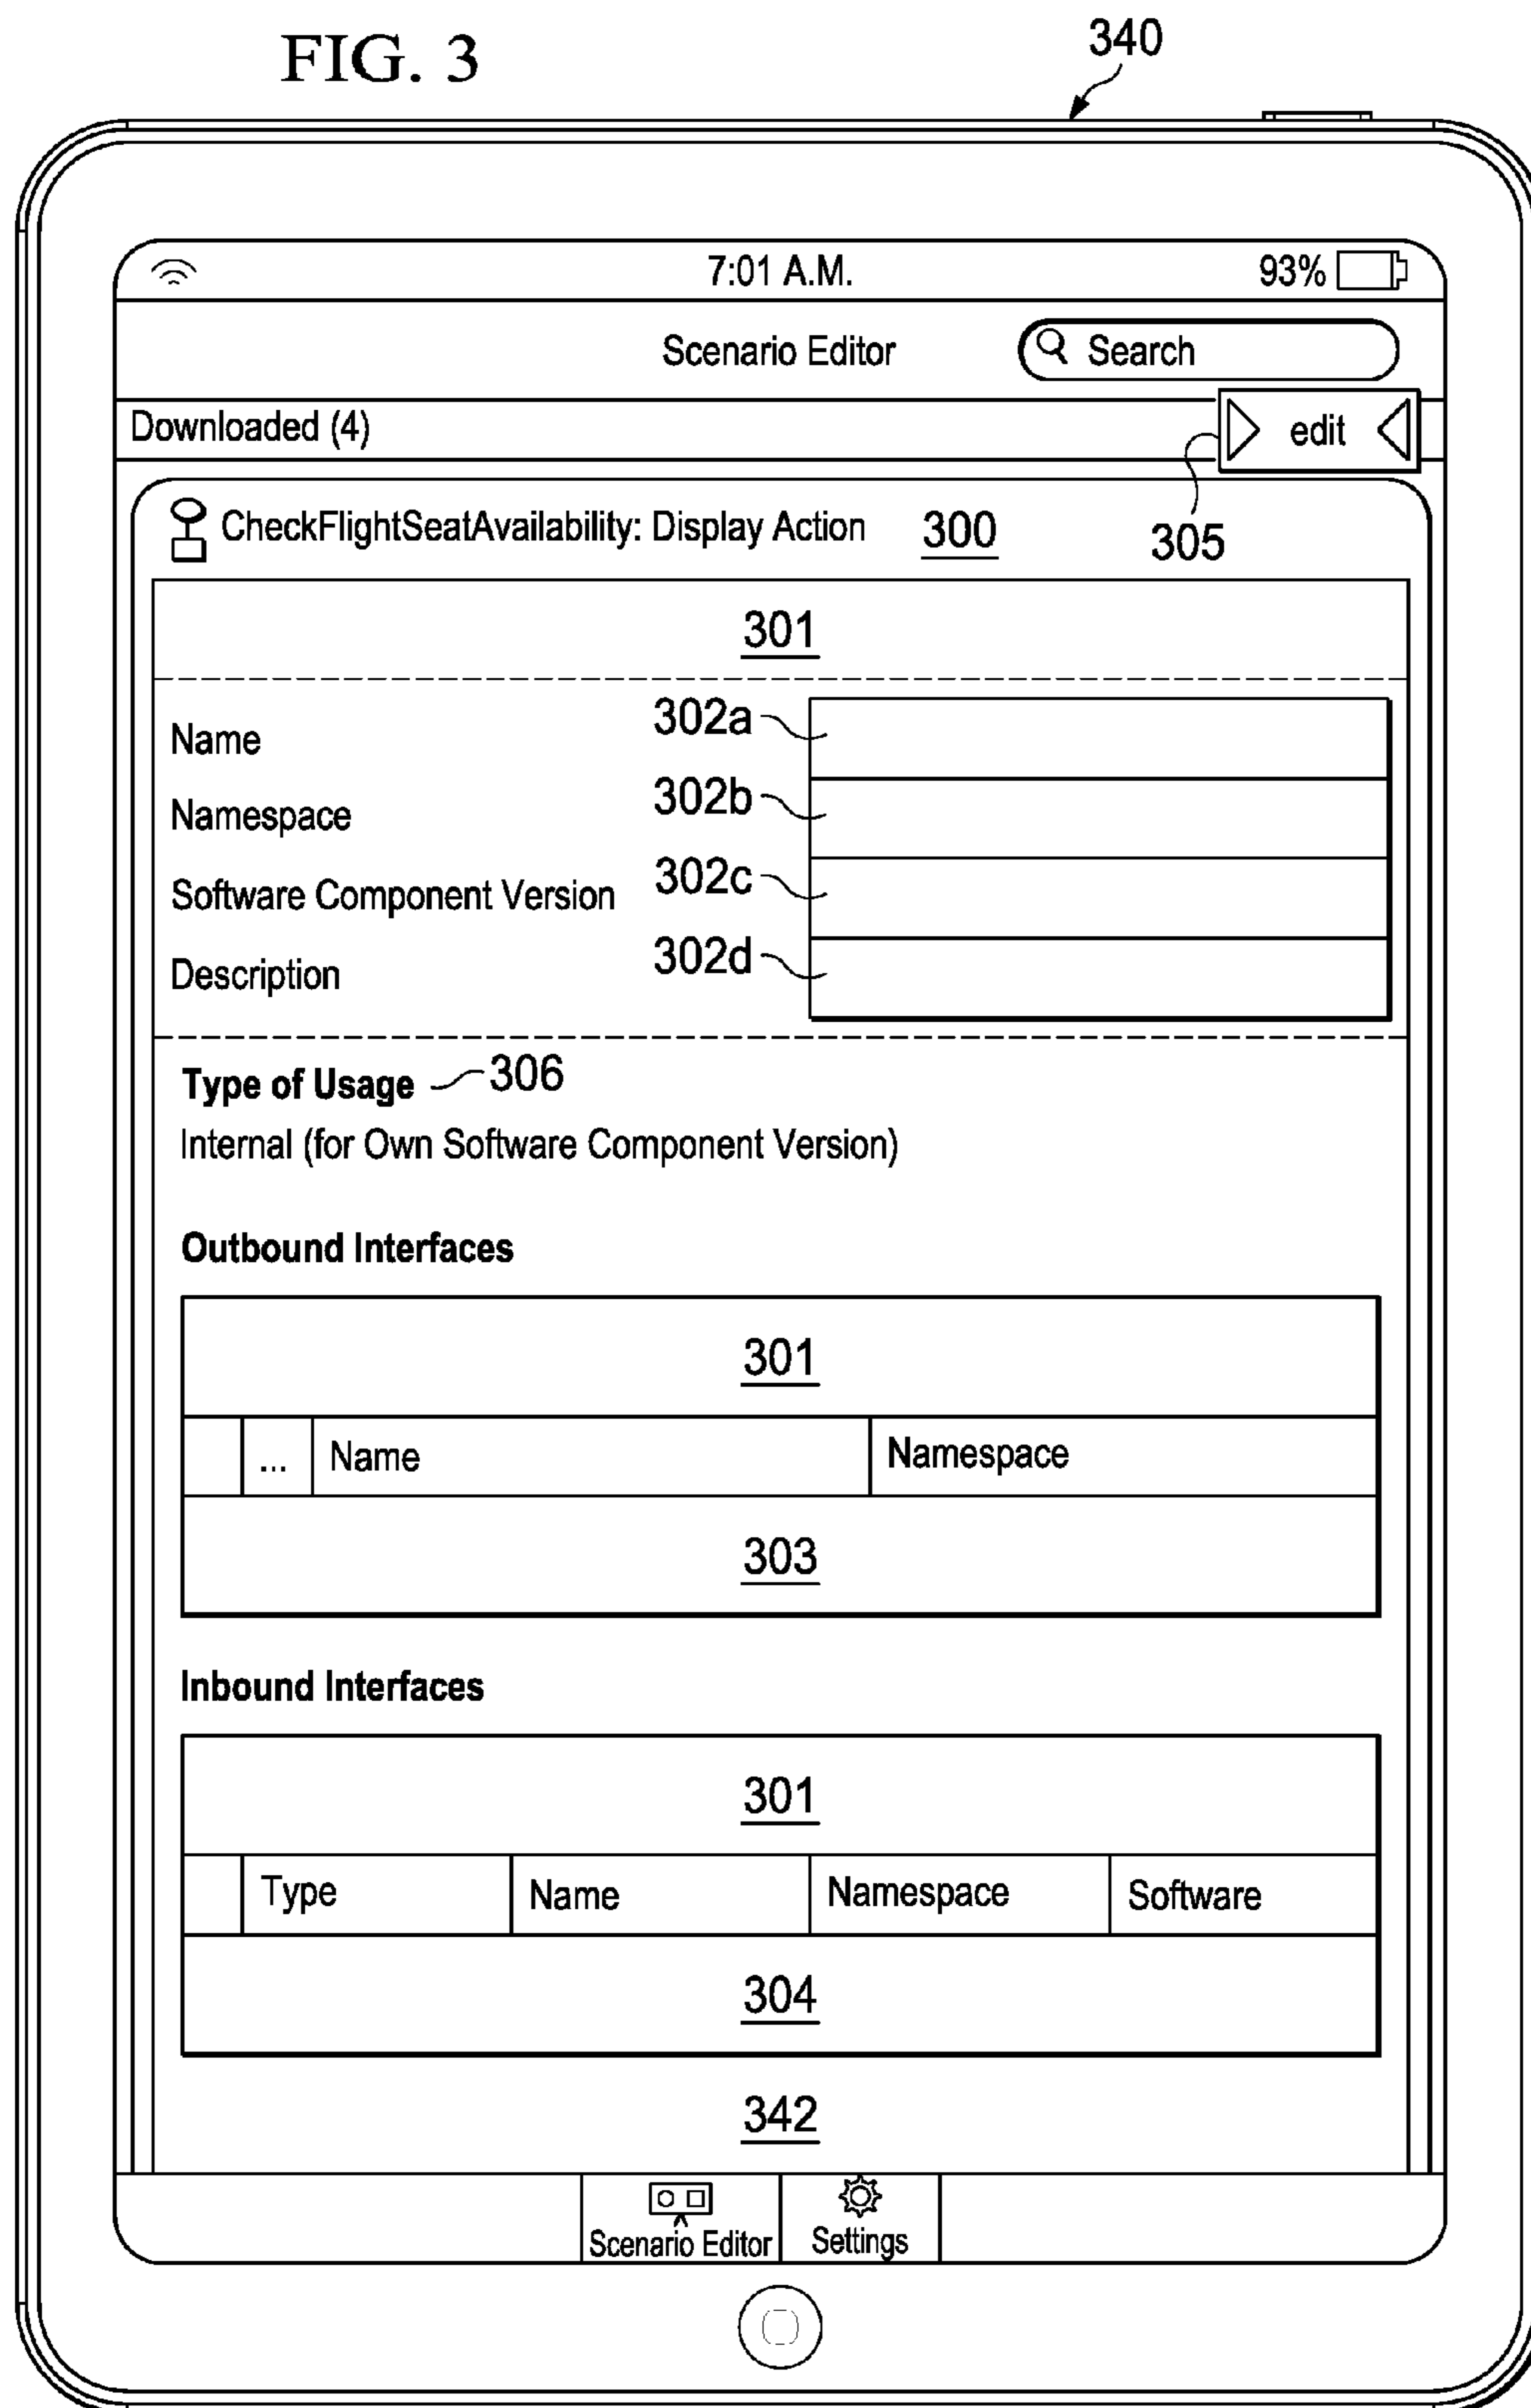 FIG. 3
340
7:01 A.M. 93%
Scenario Editor Search
Downloaded (4) edit
CheckFlightSeatAvailability: Display Action 300 305
301
Name 302a
Namespace 302b
Software Component Version 302c
Description 302d
Type of Usage 306
Internal (for Own Software Component Version)
Outbound Interfaces
301
... Name Namespace
303
Inbound Interfaces
301
Type Name Namespace Software
304
342
Scenario Editor Settings